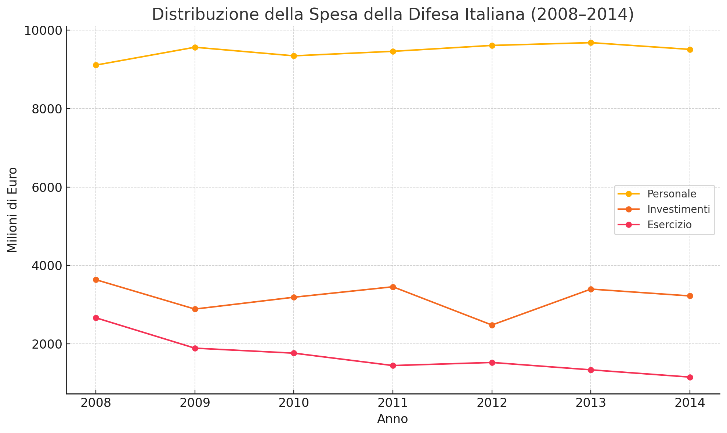 Distribuzione della Spesa della Difesa Italiana (2008–2014)
10000
8000
6000
4000
2000
Milioni di Euro
Personale
Investimenti
Esercizio
2008 2009 2010 2011 2012 2013 2014
Anno